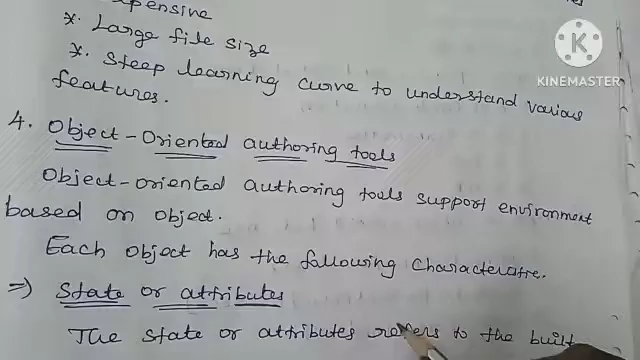 * Large file size
* Steep learning curve to understand various
features.
4. Object-Oriented authoring tools
Object-oriented authoring tools support environment
based on object.
Each object has the following
=) State or attributes
The state or attributes refers to the built
K
KINEMASTER